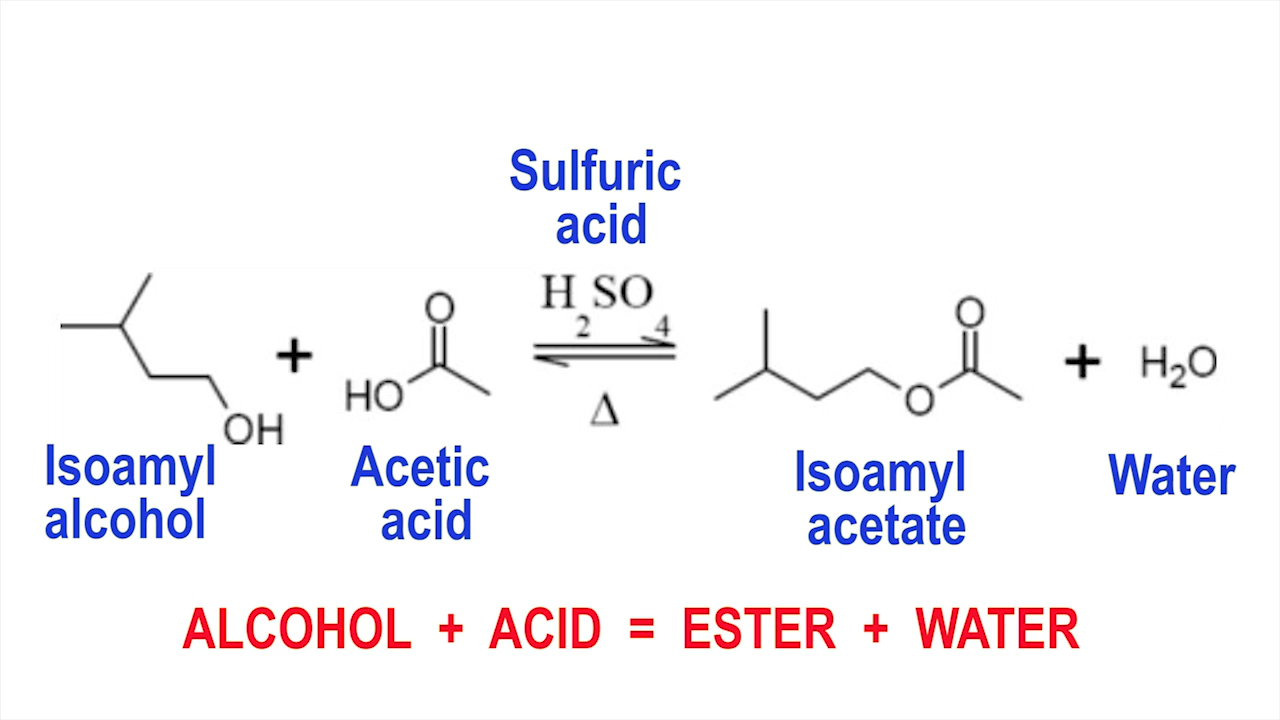 Sulfuric
acid
H₂SO₄
O
O
+
HO
OH
Δ
O
+
H₂O
Isoamyl
alcohol
Acetic
acid
Isoamyl
acetate
Water
ALCOHOL + ACID = ESTER + WATER